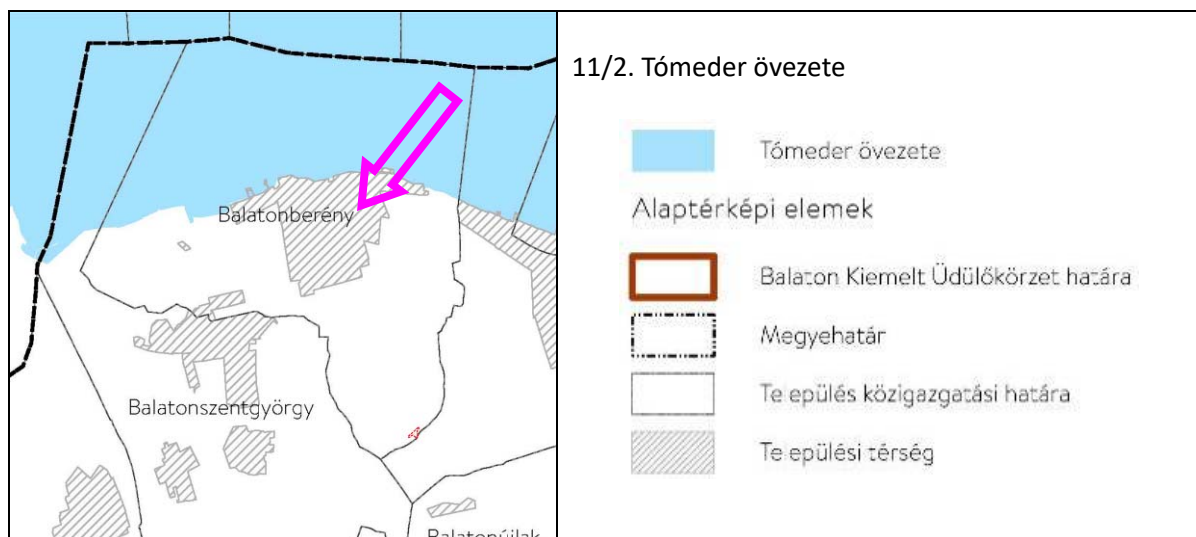 Balatonberény
Balatonszentgyörgy
Balatonújlak
11/2. Tómeder övezete
Tómeder övezete
Alaptérképi elemek
Balaton Kiemelt Üdülőkörzet határa
Megyehatár
Te epülés közigazgatási határa
Te epülési térség